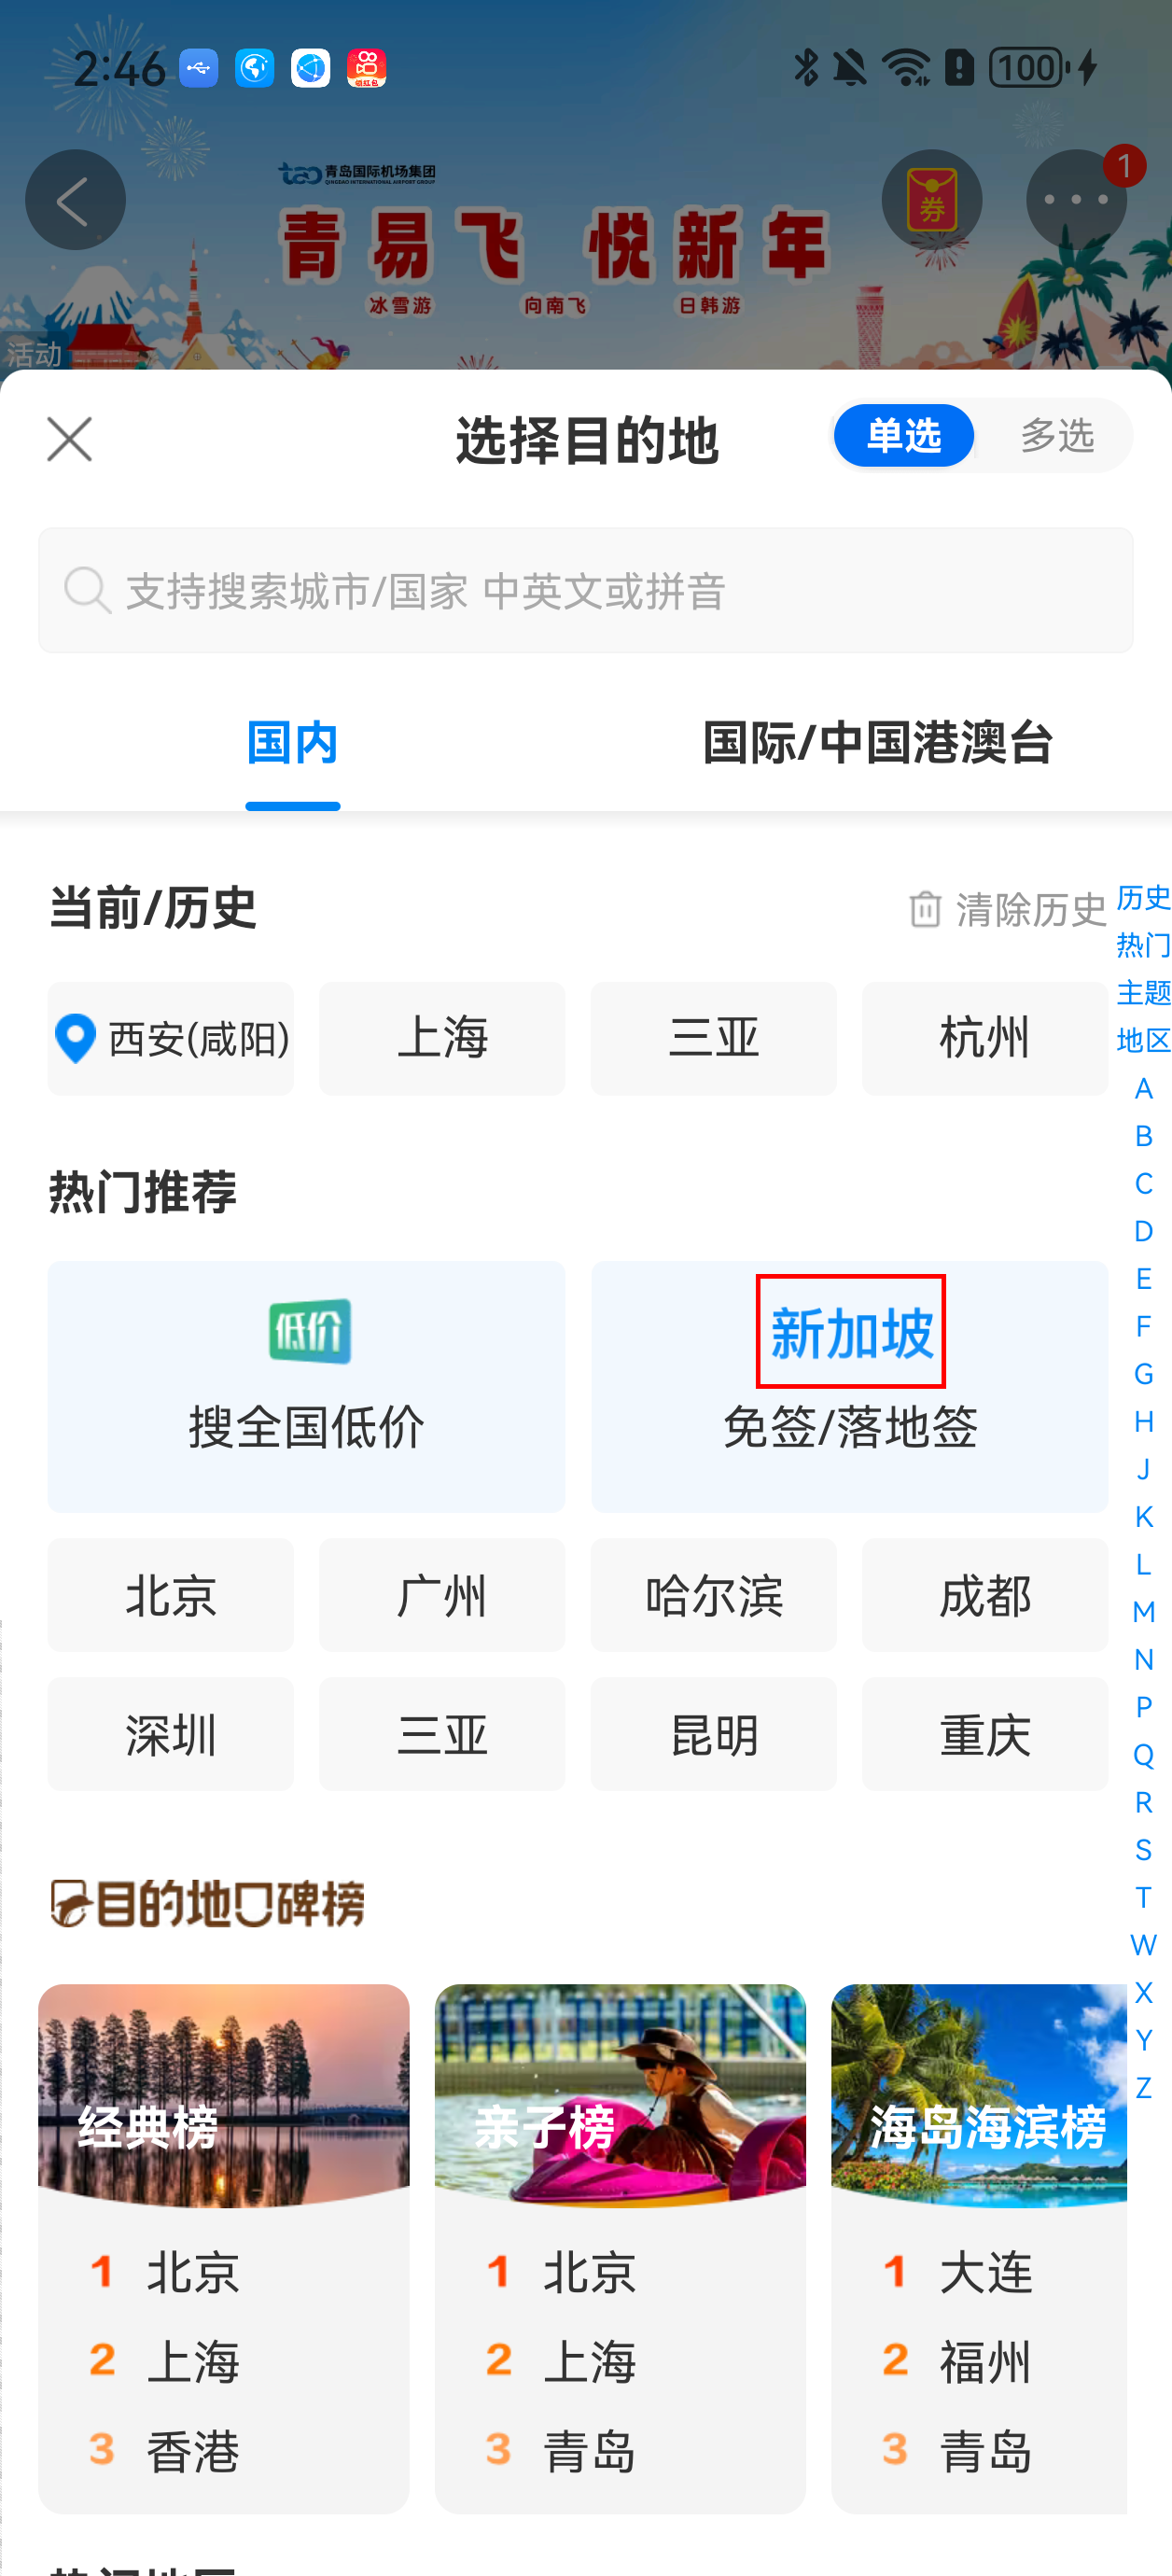 2:46
100
青岛国际机场集团
QINGDAO INTERNATIONAL AIRPORT GROUP
青易飞 悦新年
冰雪游 向南飞 日韩游
券
1
活动
选择目的地
单选 多选
支持搜索城市/国家 中英文或拼音
国内 国际/中国港澳台
当前/历史 清除历史
西安(咸阳) 上海 三亚 杭州
热门推荐
低价 新加坡
搜全国低价 免签/落地签
北京 广州 哈尔滨 成都
深圳 三亚 昆明 重庆
目的地口碑榜
经典榜 亲子榜 海岛海滨榜
1 北京 1 北京 1 大连
2 上海 2 上海 2 福州
3 香港 3 青岛 3 青岛
历史
热门
主题
地区
A
B
C
D
E
F
G
H
J
K
L
M
N
P
Q
R
S
T
W
X
Y
Z